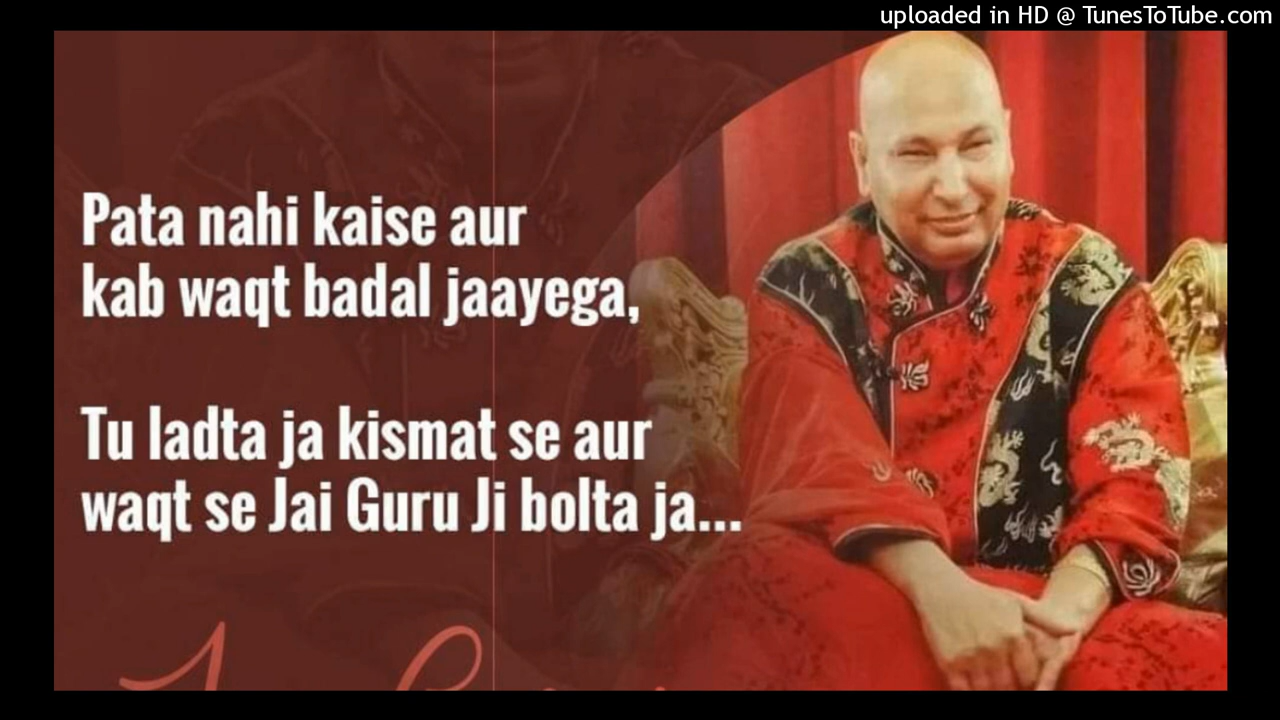 uploaded in HD @ TunesToTube.com
Pata nahi kaise aur
kab waqt badal jaayega,
Tu ladta ja kismat se aur
waqt se Jai Guru Ji bolta ja...